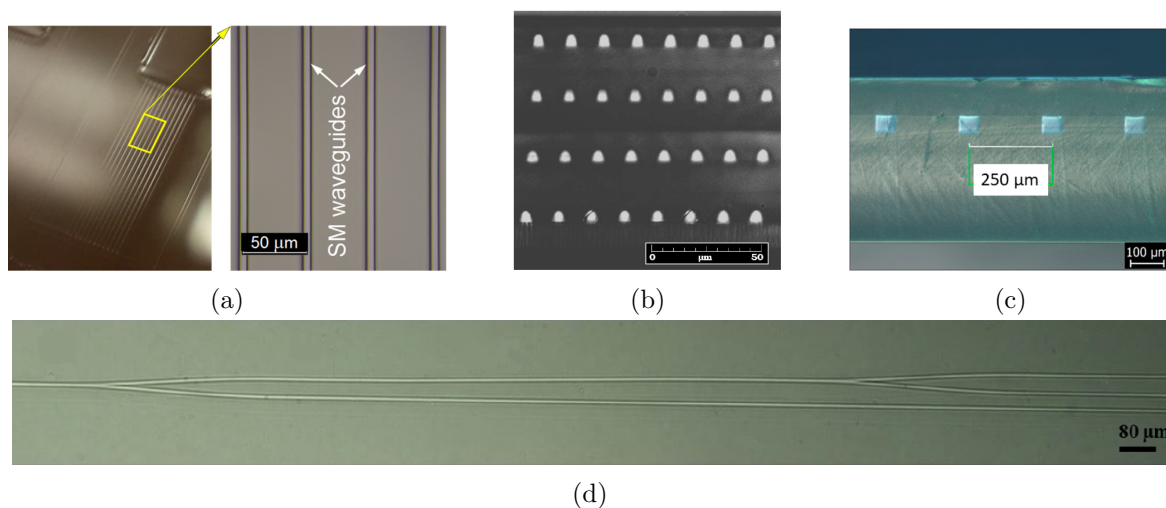 SM waveguides
50 μm
(a)
0 μm 50
(b)
250 μm
100 μm
(c)
80 μm
(d)